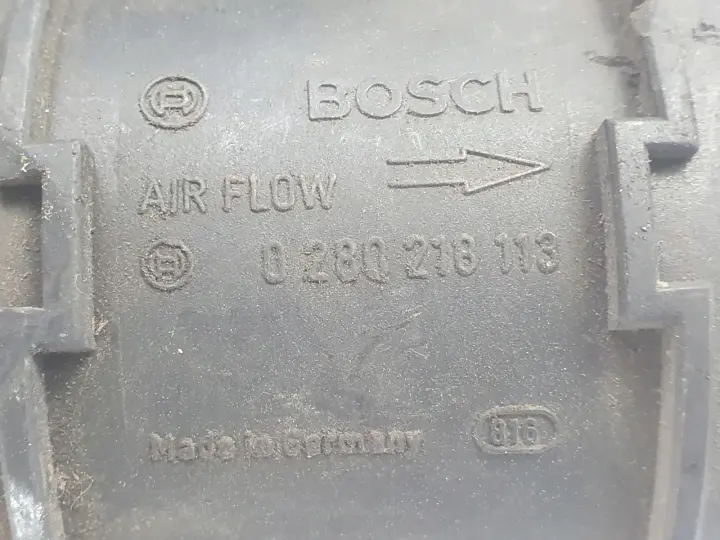 BOSCH
AIR FLOW
0 280 218 113
Made in Germany
816